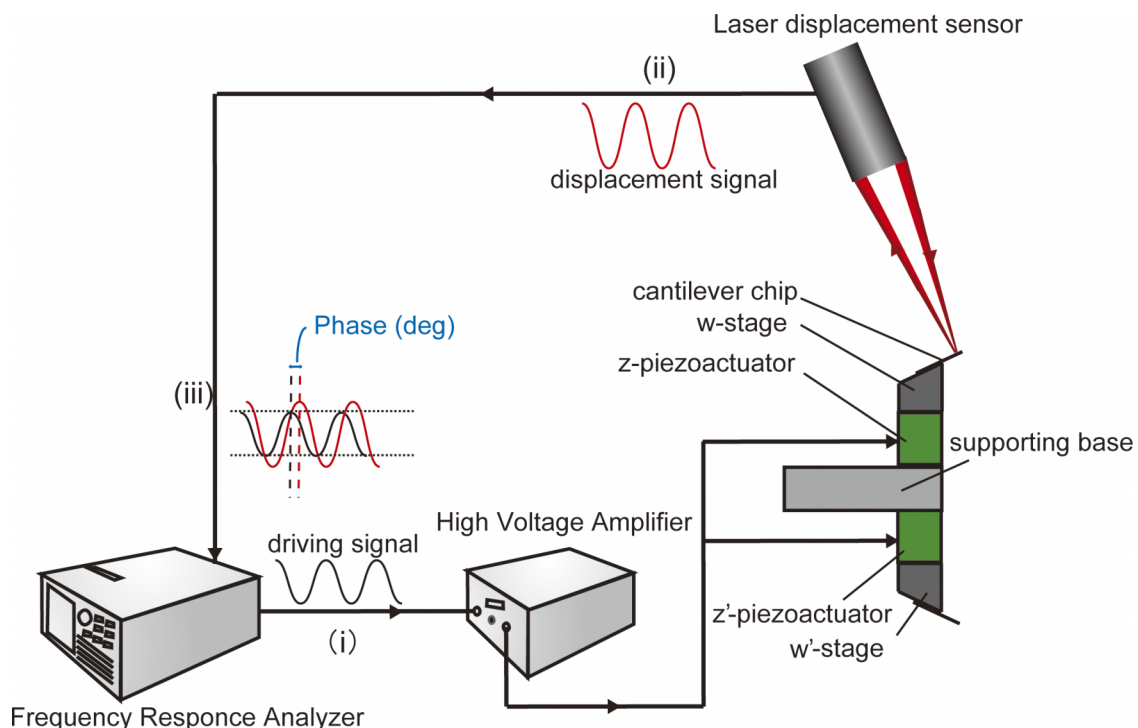 Laser displacement sensor
(ii)
displacement signal
cantilever chip
w-stage
z-piezoactuator
Phase (deg)
(iii)
supporting base
High Voltage Amplifier
driving signal
(i)
z'-piezoactuator
w'-stage
Frequency Responce Analyzer